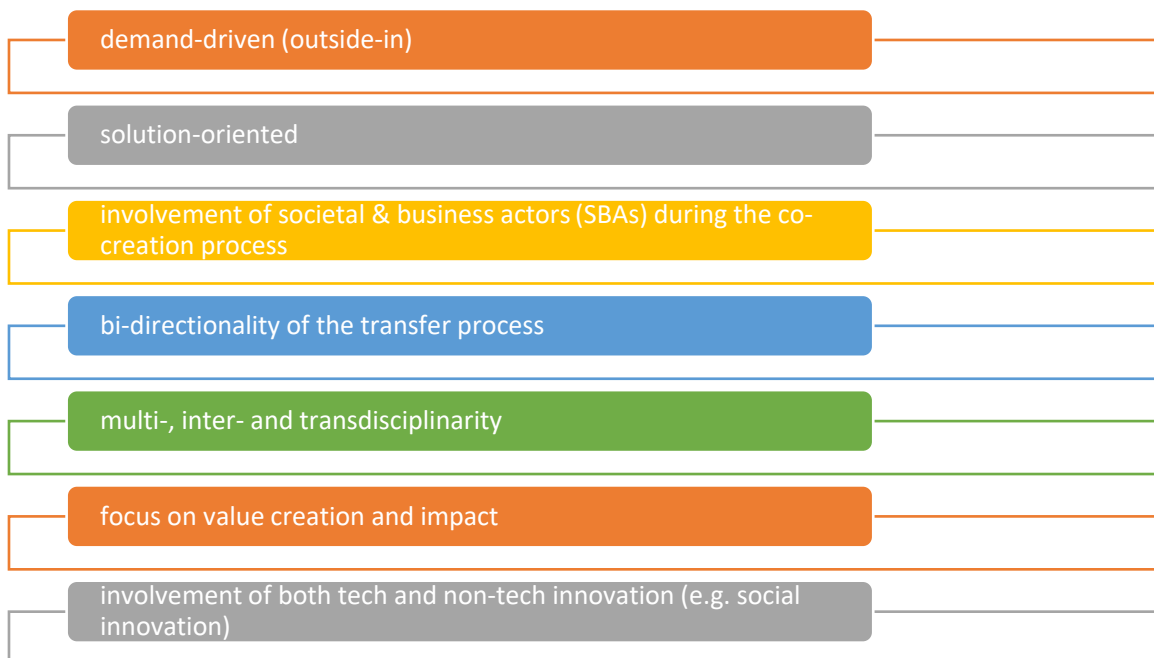 demand-driven (outside-in)
solution-oriented
involvement of societal & business actors (SBAs) during the co-
creation process
bi-directionality of the transfer process
multi-, inter- and transdisciplinarity
focus on value creation and impact
involvement of both tech and non-tech innovation (e.g. social
innovation)